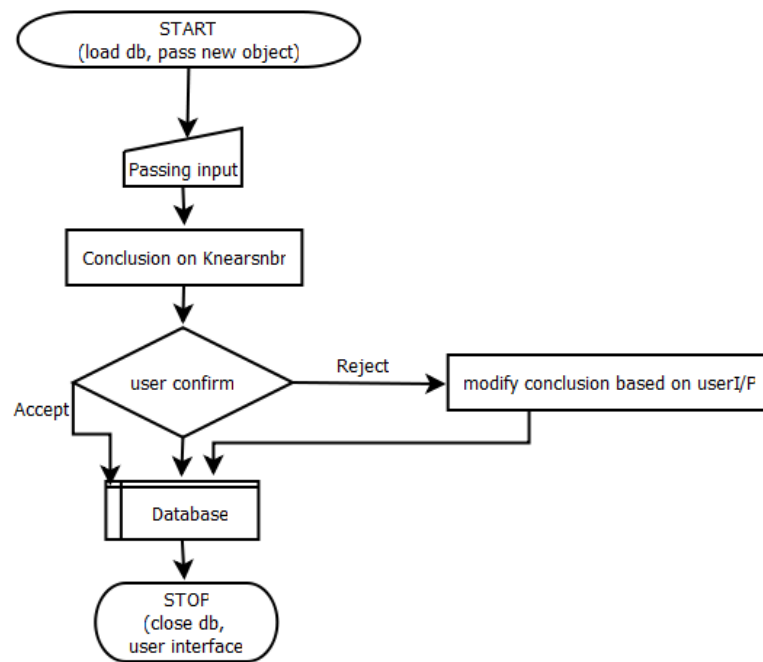 START
(load db, pass new object)
Passing input
Conclusion on Knearsnbr
user confirm
Reject
modify conclusion based on userI/F
Accept
Database
STOP
(close db,
user interface